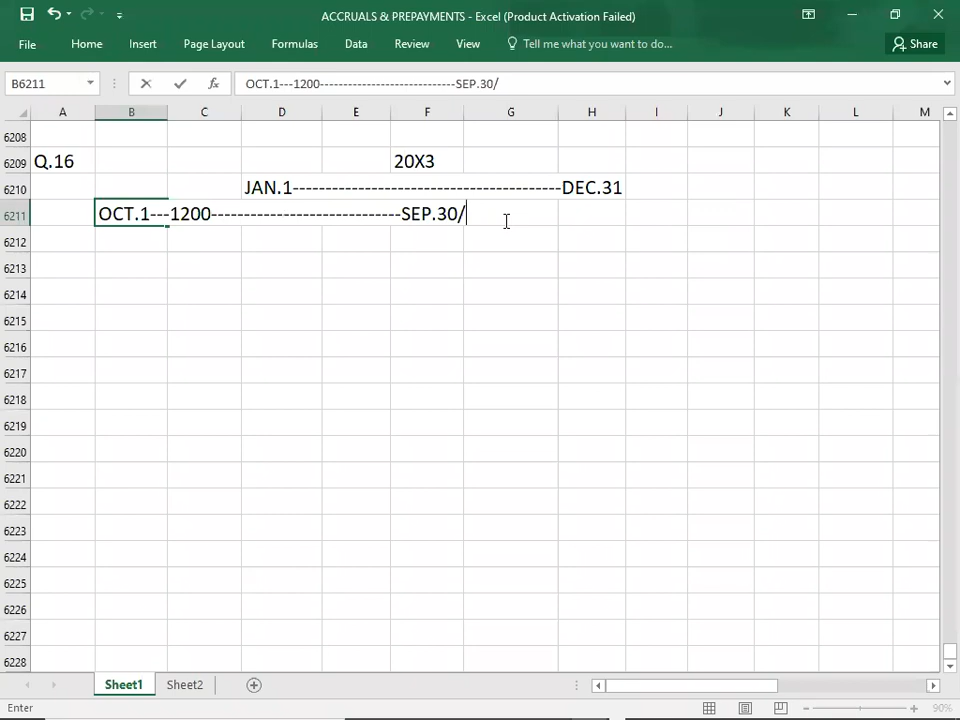 ACCRUALS & PREPAYMENTS - Excel (Product Activation Failed)
File Home Insert Page Layout Formulas Data Review View Tell me what you want to do... Share
B6211 fx OCT.1---1200-----------------------------SEP.30/
A B C D E F G H I J K L M
6208
6209 Q.16 20X3
6210 JAN.1-----------------------------------------DEC.31
6211 OCT.1---1200-----------------------------SEP.30/
6212
6213
6214
6215
6216
6217
6218
6219
6220
6221
6222
6223
6224
6225
6226
6227
6228
Sheet1 Sheet2
Enter 90%